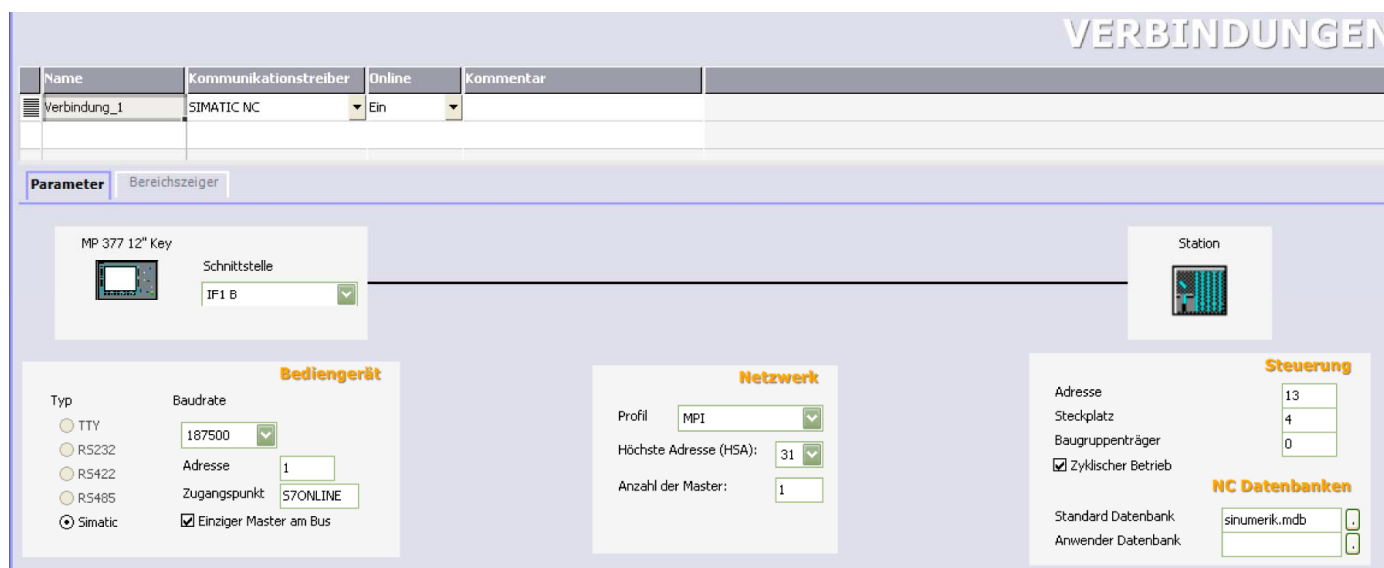 VERBINDUNGEN
Name Kommunikationstreiber Online Kommentar
Verbindung_1 SIMATIC NC Ein
Parameter Bereichszeiger
MP 377 12" Key
Schnittstelle
IF1 B
Station
Bediengerät
Typ Baudrate
TTY
187500
RS232
Adresse 1
RS422
Zugangspunkt S7ONLINE
RS485
Simatic Einziger Master am Bus
Netzwerk
Profil MPI
Höchste Adresse (HSA): 31
Anzahl der Master: 1
Steuerung
Adresse 13
Steckplatz 4
Baugruppenträger 0
Zyklischer Betrieb
NC Datenbanken
Standard Datenbank sinumerik.mdb .
Anwender Datenbank .